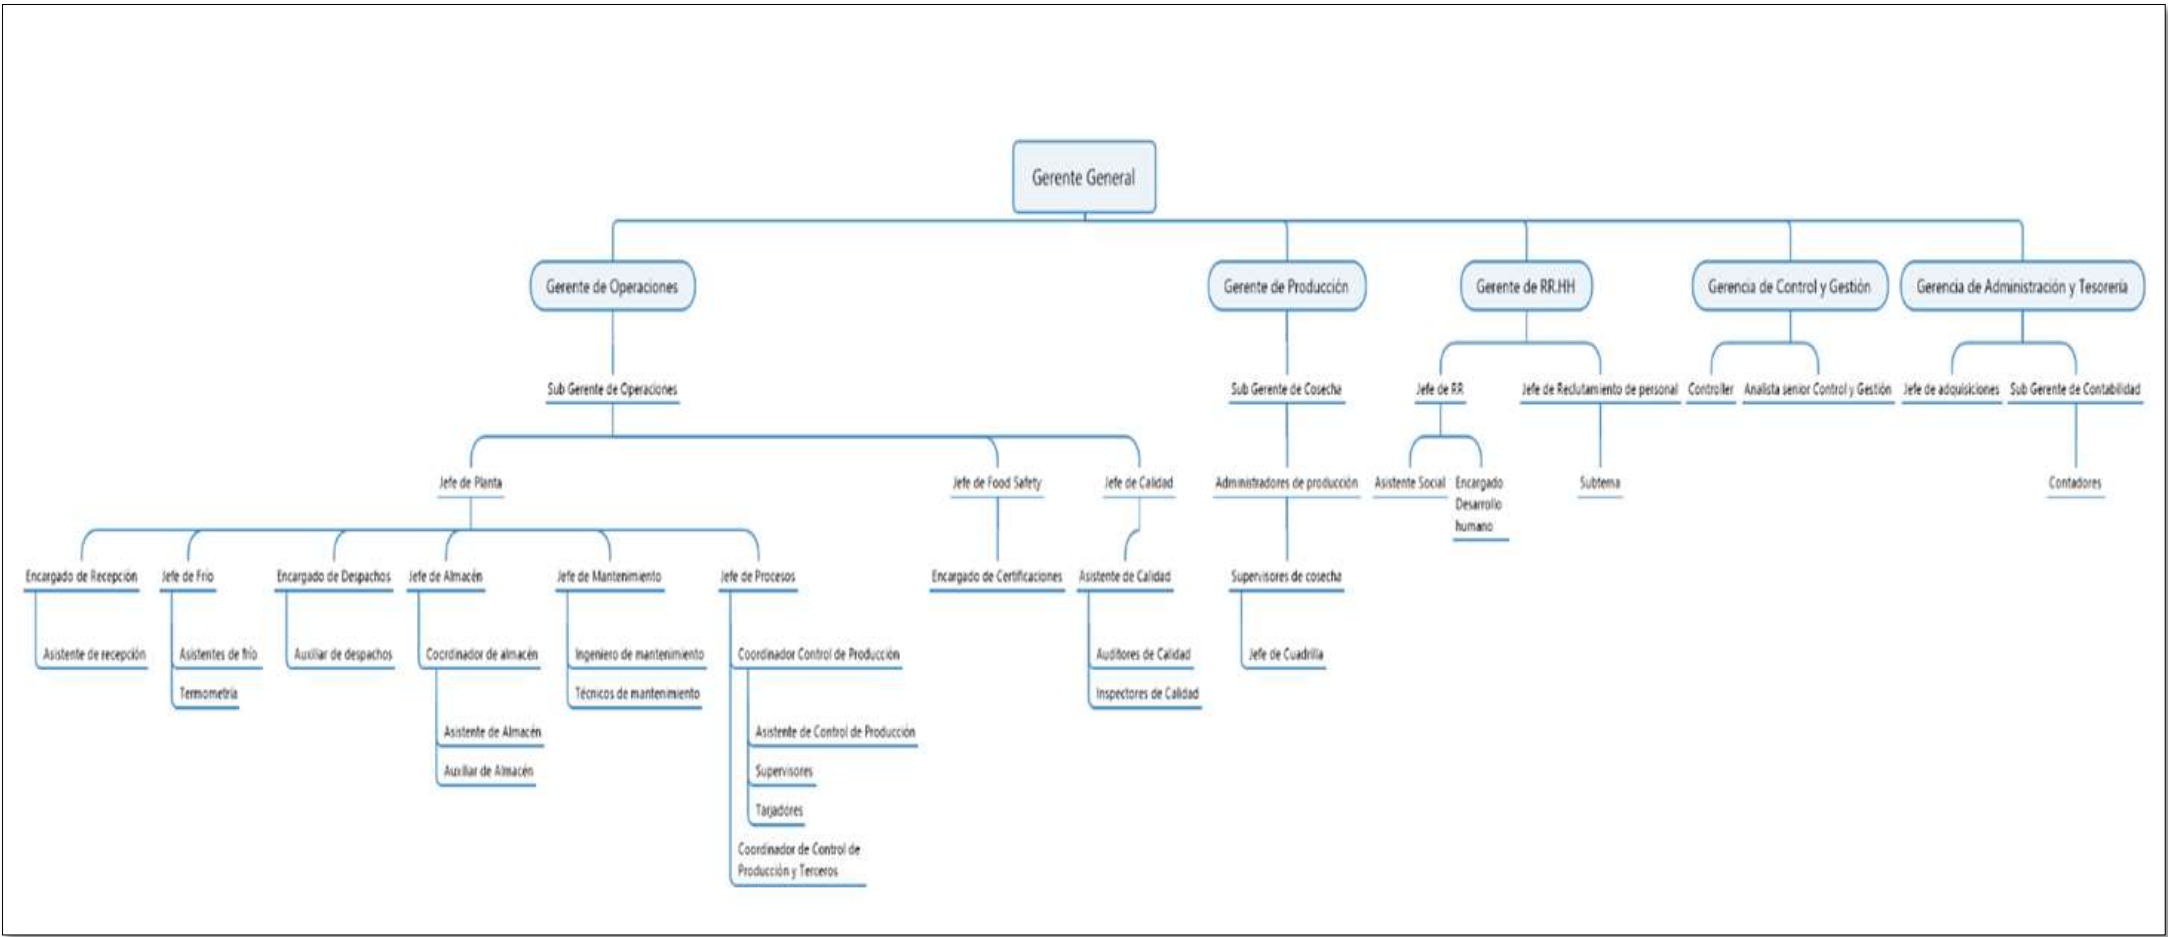 Gerente General
Gerente de Operaciones
Gerente de Producción
Gerente de RR.HH
Gerencia de Control y Gestión
Gerencia de Administración y Tesorería
Sub Gerente de Operaciones
Sub Gerente de Cosecha
Jefe de RR
Jefe de Reclutamiento de personal
Controller
Analista senior Control y Gestión
Jefe de adquisiciones
Sub Gerente de Contabilidad
Jefe de Planta
Jefe de Food Safety
Jefe de Calidad
Administradores de producción
Asistente Social
Encargado
Desarrollo
humano
Subtema
Contadores
Encargado de Recepción
Jefe de Frio
Encargado de Despachos
Jefe de Almacén
Jefe de Mantenimiento
Jefe de Procesos
Encargado de Certificaciones
Asistente de Calidad
Supervisores de cosecha
Asistente de recepción
Asistentes de frío
Auxiliar de despachos
Coordinador de almacén
Ingeniero de mantenimiento
Coordinador Control de Producción
Auditores de Calidad
Jefe de Cuadrilla
Termometría
Técnicos de mantenimiento
Inspectores de Calidad
Asistente de Almacén
Asistente de Control de Producción
Auxiliar de Almacén
Supervisores
Tarjadores
Coordinador de Control de
Producción y Terceros